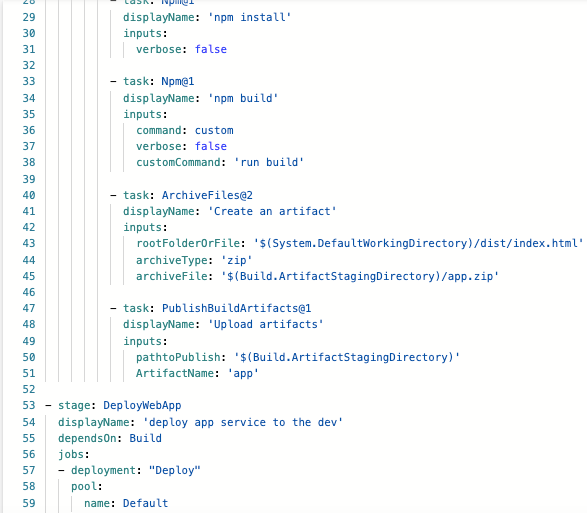 28 - task: Npm@1
29 displayName: 'npm install'
30 inputs:
31 verbose: false
32
33 - task: Npm@1
34 displayName: 'npm build'
35 inputs:
36 command: custom
37 verbose: false
38 customCommand: 'run build'
39
40 - task: ArchiveFiles@2
41 displayName: 'Create an artifact'
42 inputs:
43 rootFolderOrFile: '$(System.DefaultWorkingDirectory)/dist/index.html'
44 archiveType: 'zip'
45 archiveFile: '$(Build.ArtifactStagingDirectory)/app.zip'
46
47 - task: PublishBuildArtifacts@1
48 displayName: 'Upload artifacts'
49 inputs:
50 pathtoPublish: '$(Build.ArtifactStagingDirectory)'
51 ArtifactName: 'app'
52
53 - stage: DeployWebApp
54 displayName: 'deploy app service to the dev'
55 dependsOn: Build
56 jobs:
57 - deployment: "Deploy"
58 pool:
59 name: Default